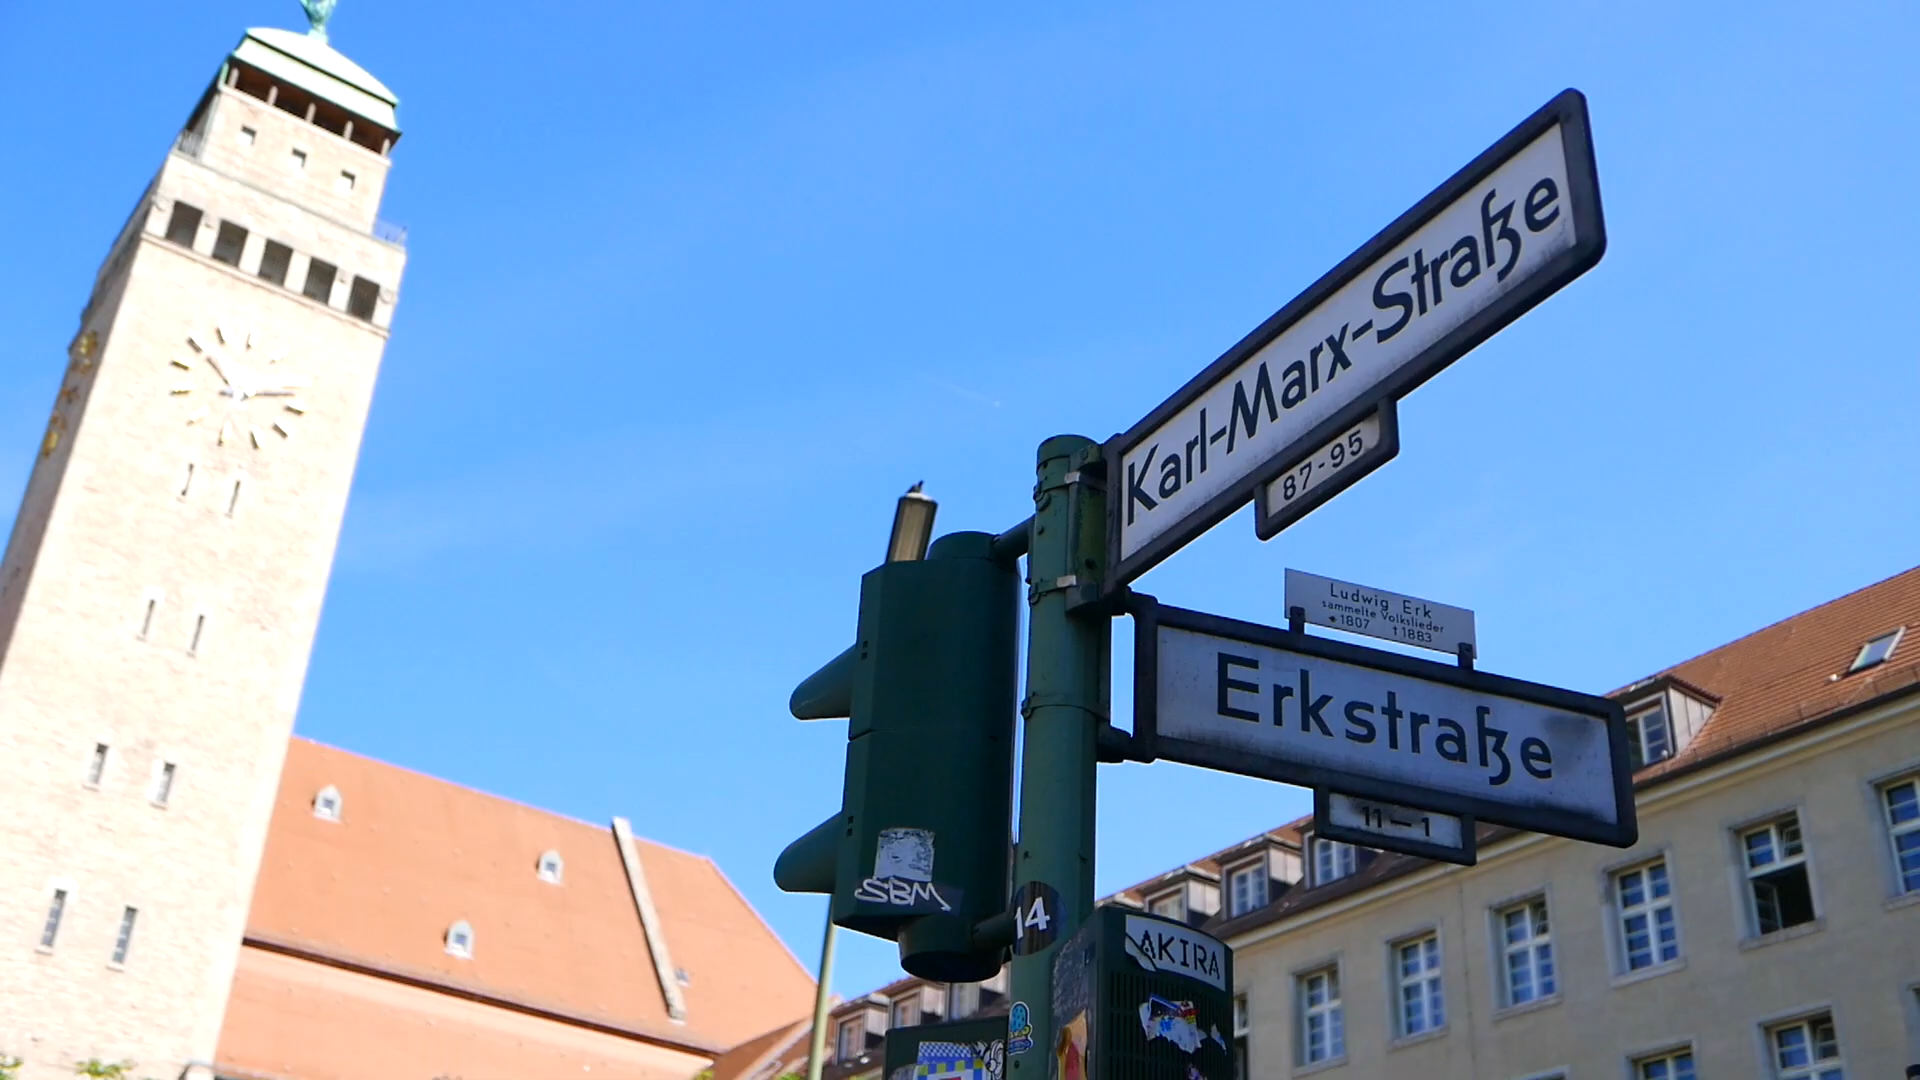 Karl-Marx-Straße
87-95
Ludwig Erk
sammelte Volkslieder
*1807 †1883
Erkstraße
11—1
SBM
14
AKIRA